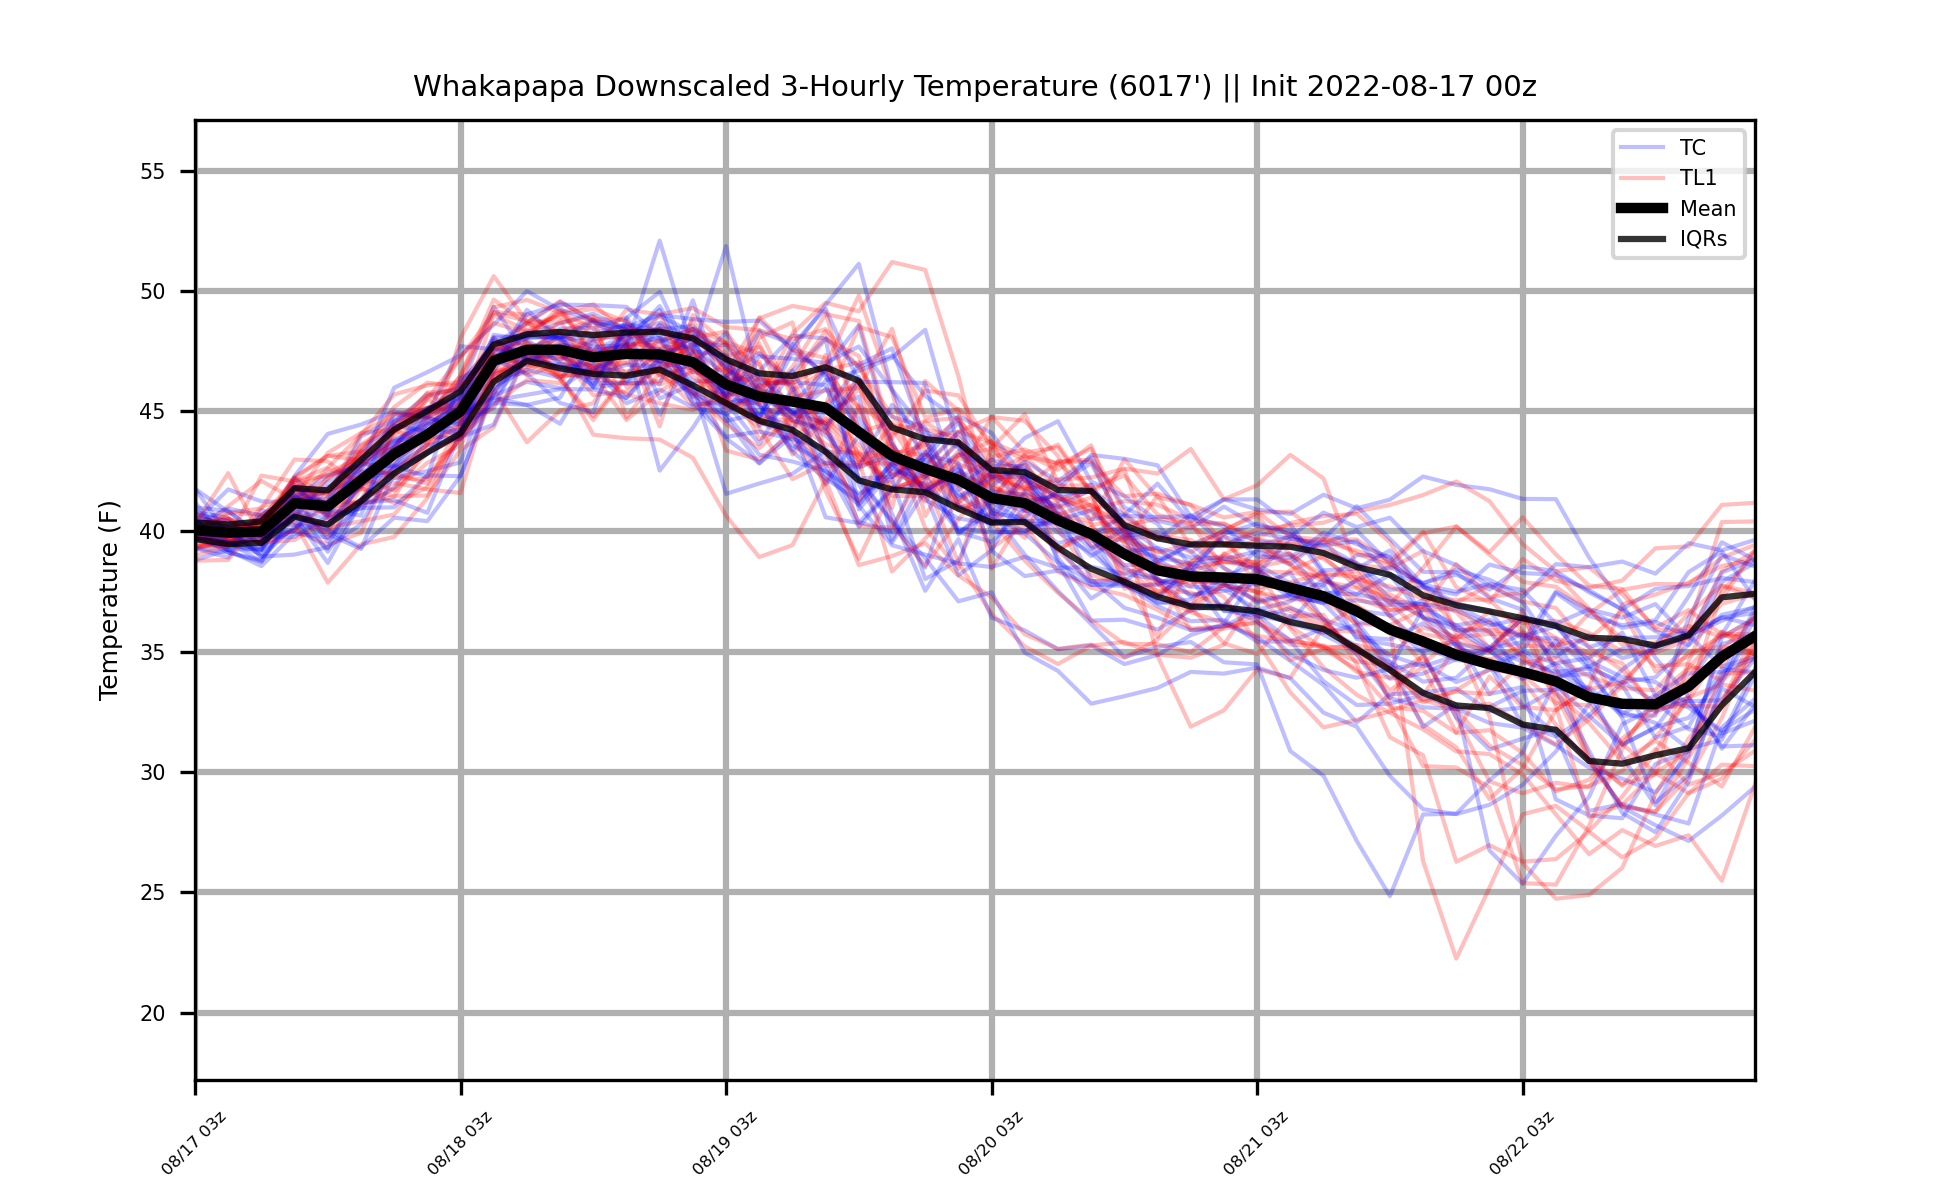 Whakapapa Downscaled 3-Hourly Temperature (6017') || Init 2022-08-17 00z
TC
TL1
Mean
IQRs
Temperature (F)
55
50
45
40
35
30
25
20
08/17 03z
08/18 03z
08/19 03z
08/20 03z
08/21 03z
08/22 03z